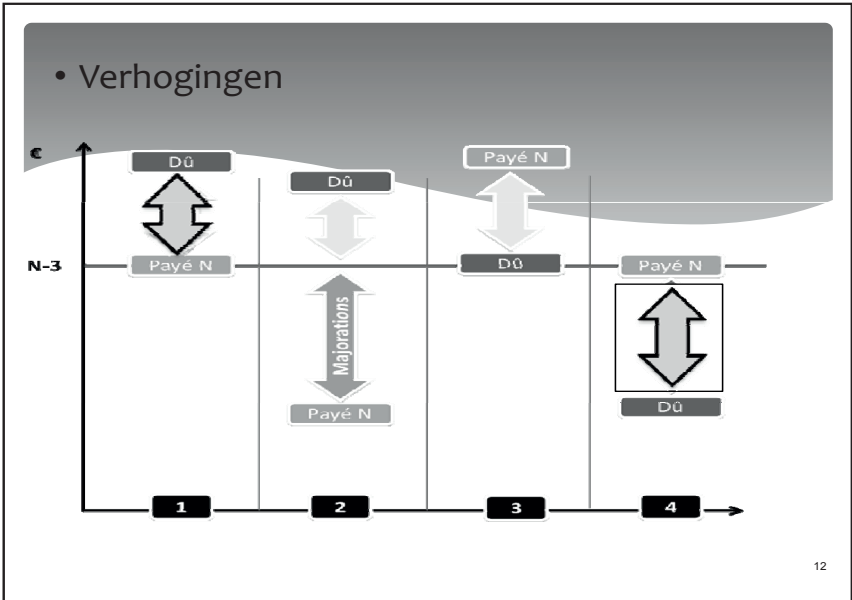 • Verhogingen
€
Dû
Payé N
Dû
N-3
Payé N
Dû
Payé N
Majorations
Payé N
Dû
1
2
3
4
12